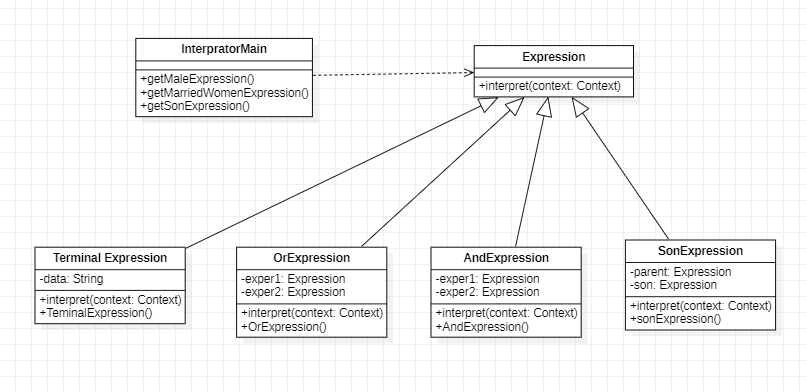 InterpratorMain
+getMaleExpression()
+getMarriedWomenExpression()
+getSonExpression()
Expression
+interpret(context: Context)
Terminal Expression
-data: String
+interpret(context: Context)
+TeminalExpression()
OrExpression
-exper1: Expression
-exper2: Expression
+interpret(context: Context)
+OrExpression()
AndExpression
-exper1: Expression
-exper2: Expression
+interpret(context: Context)
+AndExpression()
SonExpression
-parent: Expression
-son: Expression
+interpret(context: Context)
+sonExpression()